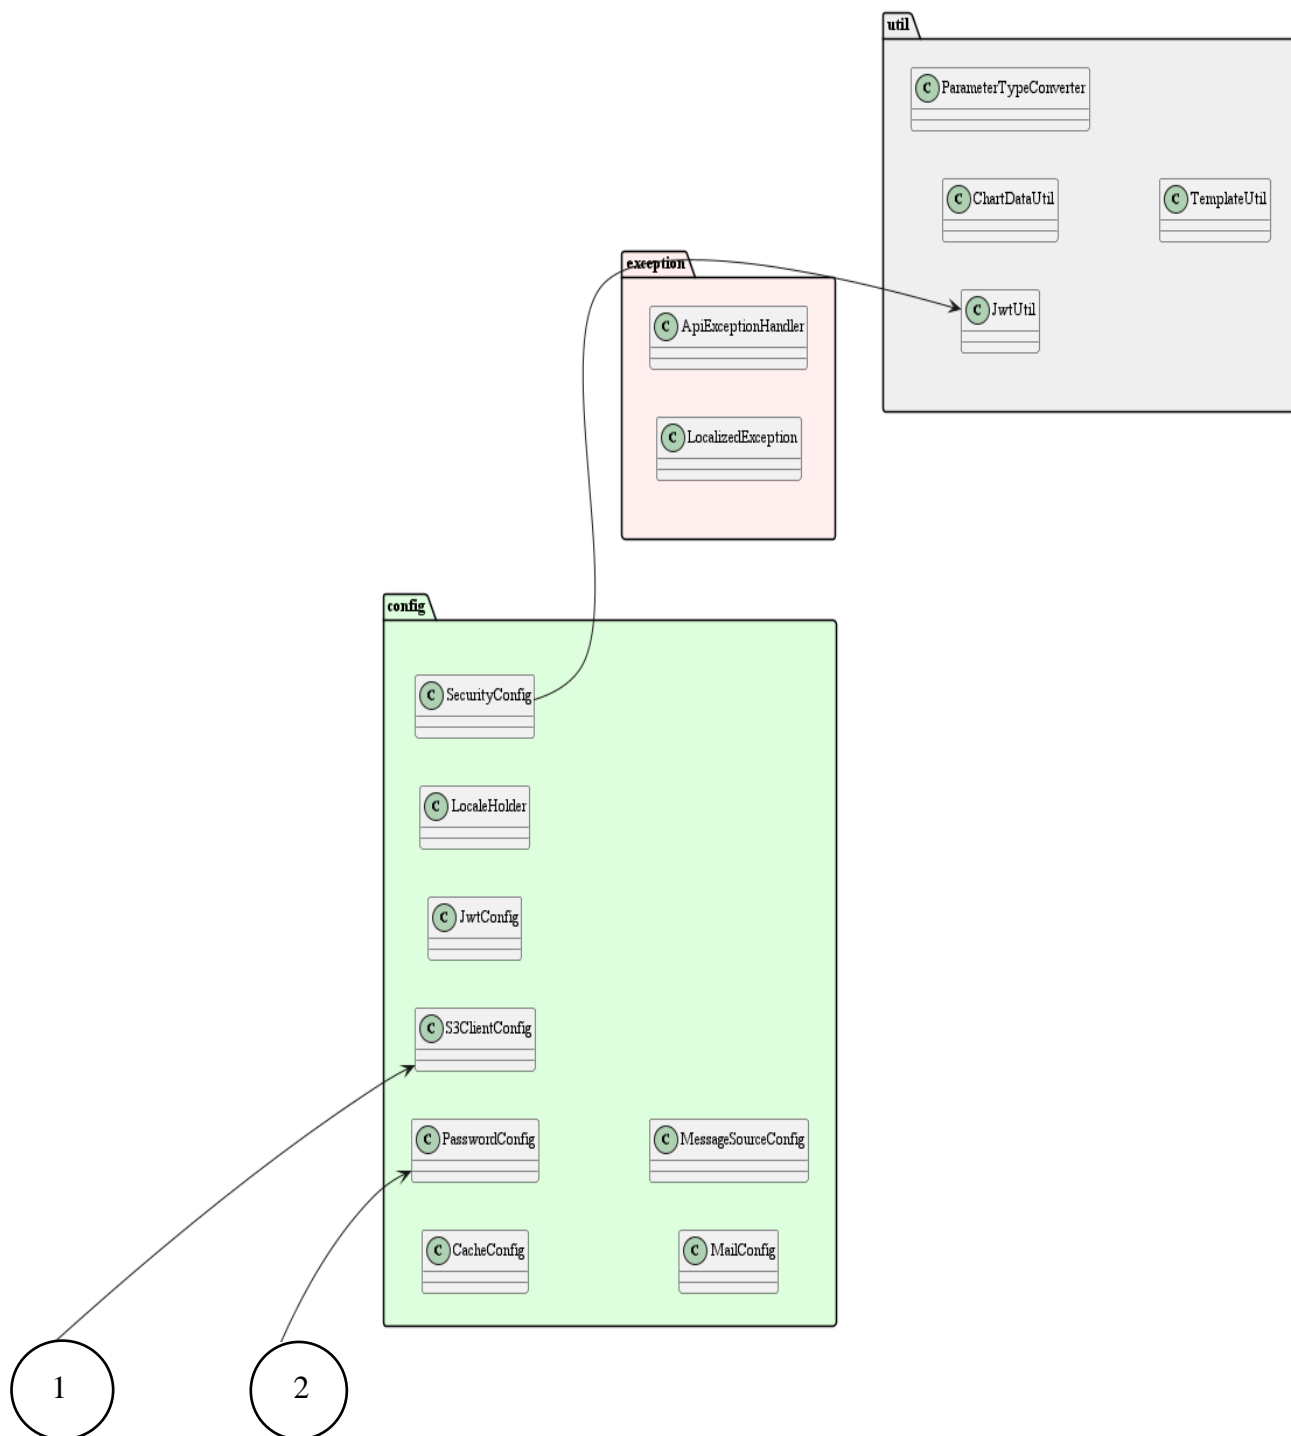 util
C ParameterTypeConverter
C ChartDataUtil
C TemplateUtil
exception
C JwtUtil
C ApiExceptionHandler
C LocalizedException
config
C SecurityConfig
C LocaleHolder
C JwtConfig
C S3ClientConfig
C PasswordConfig
C MessageSourceConfig
C CacheConfig
C MailConfig
1
2